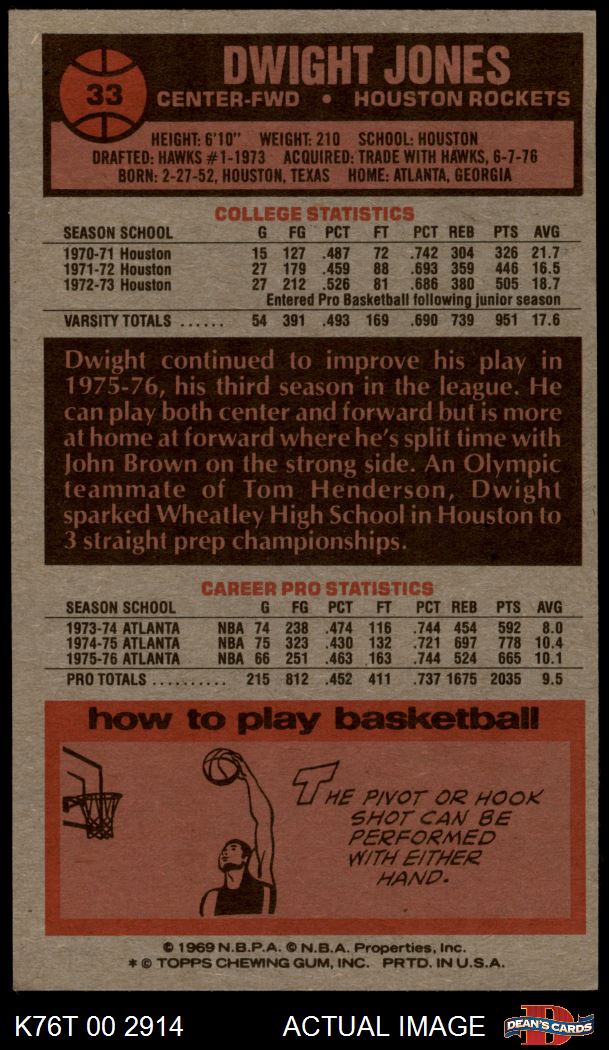 33
DWIGHT JONES
CENTER-FWD • HOUSTON ROCKETS
HEIGHT: 6'10" WEIGHT: 210 SCHOOL: HOUSTON
DRAFTED: HAWKS #1-1973 ACQUIRED: TRADE WITH HAWKS, 6-7-76
BORN: 2-27-52, HOUSTON, TEXAS HOME: ATLANTA, GEORGIA
COLLEGE STATISTICS
SEASON SCHOOL G FG PCT FT PCT REB PTS AVG
1970-71 Houston 15 127 .487 72 .742 304 326 21.7
1971-72 Houston 27 179 .459 88 .693 359 446 16.5
1972-73 Houston 27 212 .526 81 .686 380 505 18.7
Entered Pro Basketball following junior season
VARSITY TOTALS ...... 54 391 .493 169 .690 739 951 17.6
Dwight continued to improve his play in
1975-76, his third season in the league. He
can play both center and forward but is more
at home at forward where he's split time with
John Brown on the strong side. An Olympic
teammate of Tom Henderson, Dwight
sparked Wheatley High School in Houston to
3 straight prep championships.
CAREER PRO STATISTICS
SEASON SCHOOL G FG PCT FT PCT REB PTS AVG
1973-74 ATLANTA NBA 74 238 .474 116 .744 454 592 8.0
1974-75 ATLANTA NBA 75 323 .430 132 .721 697 778 10.4
1975-76 ATLANTA NBA 66 251 .463 163 .744 524 665 10.1
PRO TOTALS .......... 215 812 .452 411 .737 1675 2035 9.5
how to play basketball
THE PIVOT OR HOOK
SHOT CAN BE
PERFORMED
WITH EITHER
HAND.
© 1969 N.B.P.A. © N.B.A. Properties, Inc.
* © TOPPS CHEWING GUM, INC. PRTD. IN U.S.A.
K76T 00 2914 ACTUAL IMAGE DEAN'S CARDS